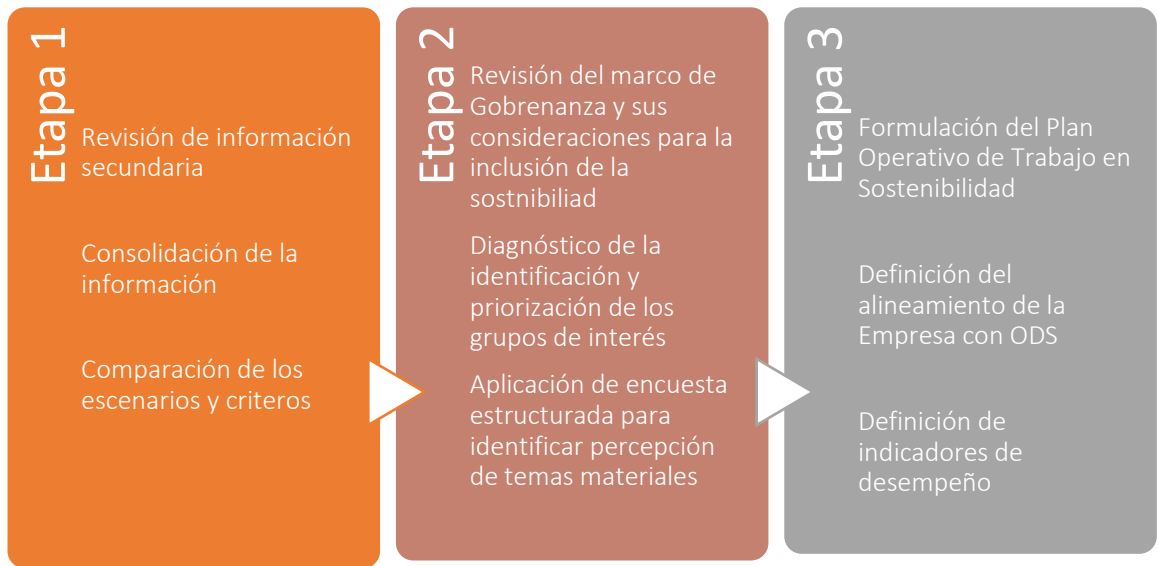 Etapa 1
Revisión de información
secundaria
Consolidación de la
información
Comparación de los
escenarios y criteros
Etapa 2
Revisión del marco de
Gobrenanza y sus
consideraciones para la
inclusión de la
sostnibiliad
Diagnóstico de la
identificación y
priorización de los
grupos de interés
Aplicación de encuesta
estructurada para
identificar percepción
de temas materiales
Etapa 3
Formulación del Plan
Operativo de Trabajo en
Sostenibilidad
Definición del
alineamiento de la
Empresa con ODS
Definición de
indicadores de
desempeño